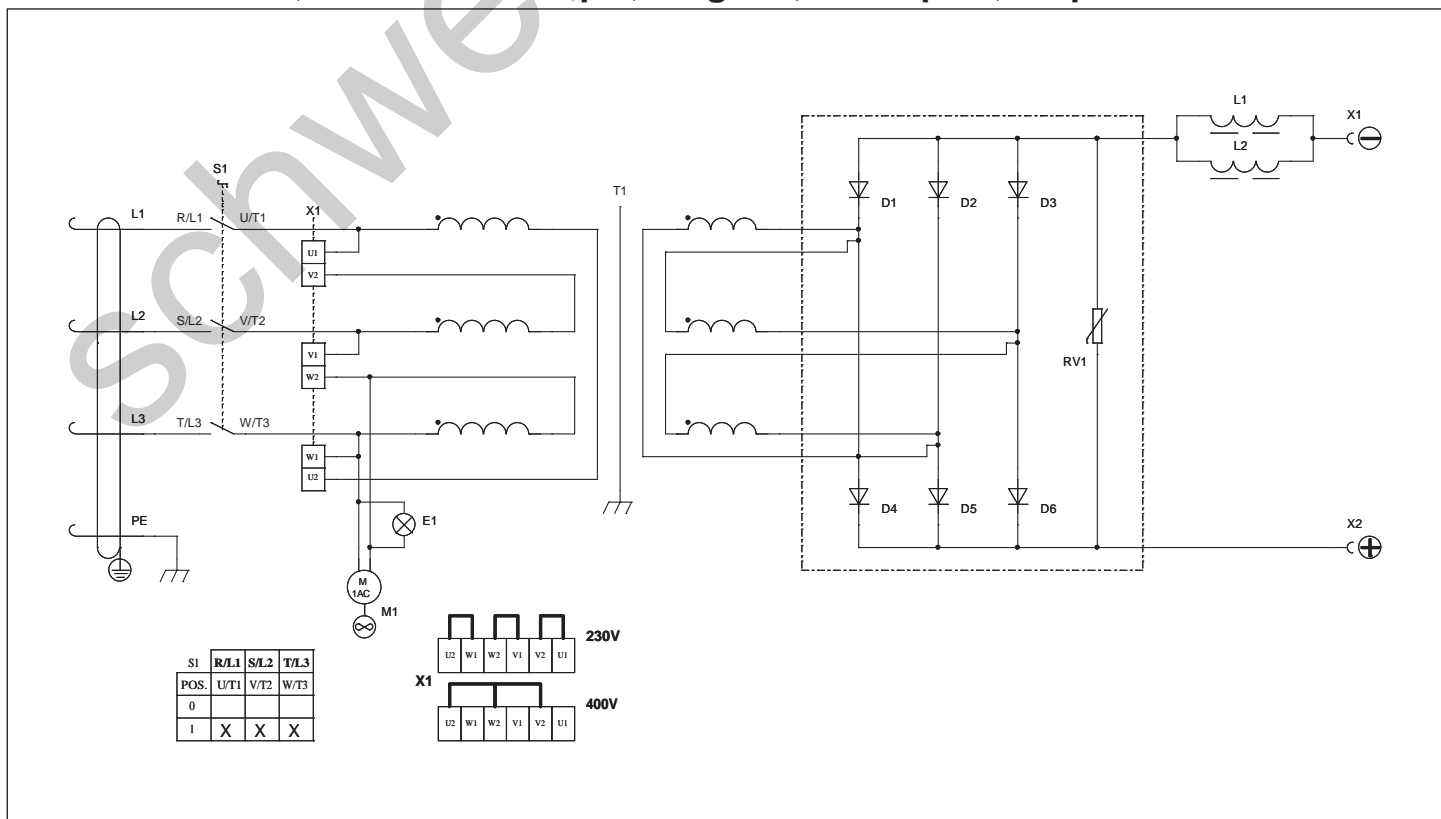 schwe
L1
X1
L2
S1
T1
D1
D2
D3
L1
R/L1
U/T1
X1
U1
V2
L2
S/L2
V/T2
V1
W2
RV1
L3
T/L3
W/T3
W1
U2
E1
D4
D5
D6
PE
X2
M
1AC
M1
230V
U2 W1 W2 V1 V2 U1
X1
400V
U2 W1 W2 V1 V2 U1
S1 R/L1 S/L2 T/L3
POS. U/T1 V/T2 W/T3
0
1 X X X